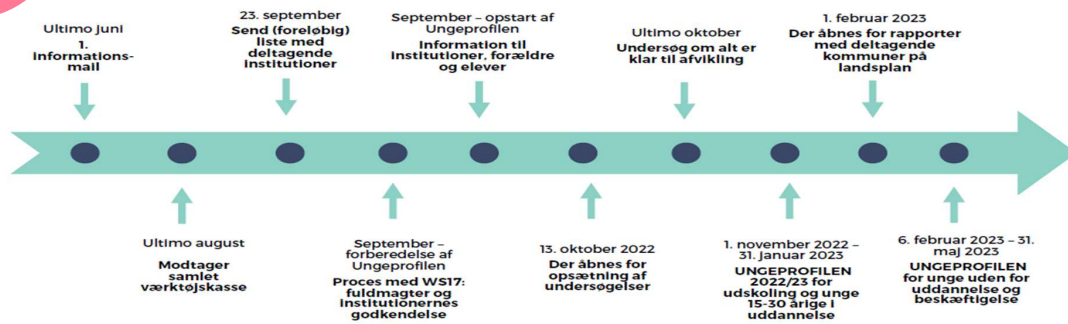 Ultimo juni
1.
Informations-
mail
23. september
Send (foreløbig)
liste med
deltagende
institutioner
September – opstart af
Ungeprofilen
Information til
institutioner, forældre
og elever
Ultimo oktober
Undersøg om alt er
klar til afvikling
1. februar 2023
Der åbnes for rapporter
med deltagende
kommuner på
landsplan
Ultimo august
Modtager
samlet
værktøjskasse
September –
forberedelse af
Ungeprofilen
Proces med WS17:
fuldmagter og
institutionernes
godkendelse
13. oktober 2022
Der åbnes for
opsætning af
undersøgelser
1. november 2022 –
31. januar 2023
UNGEPROFILEN
2022/23 for
udskoling og unge
15-30 årige i
uddannelse
6. februar 2023 – 31.
maj 2023
UNGEPROFILEN
for unge uden for
uddannelse og
beskæftigelse